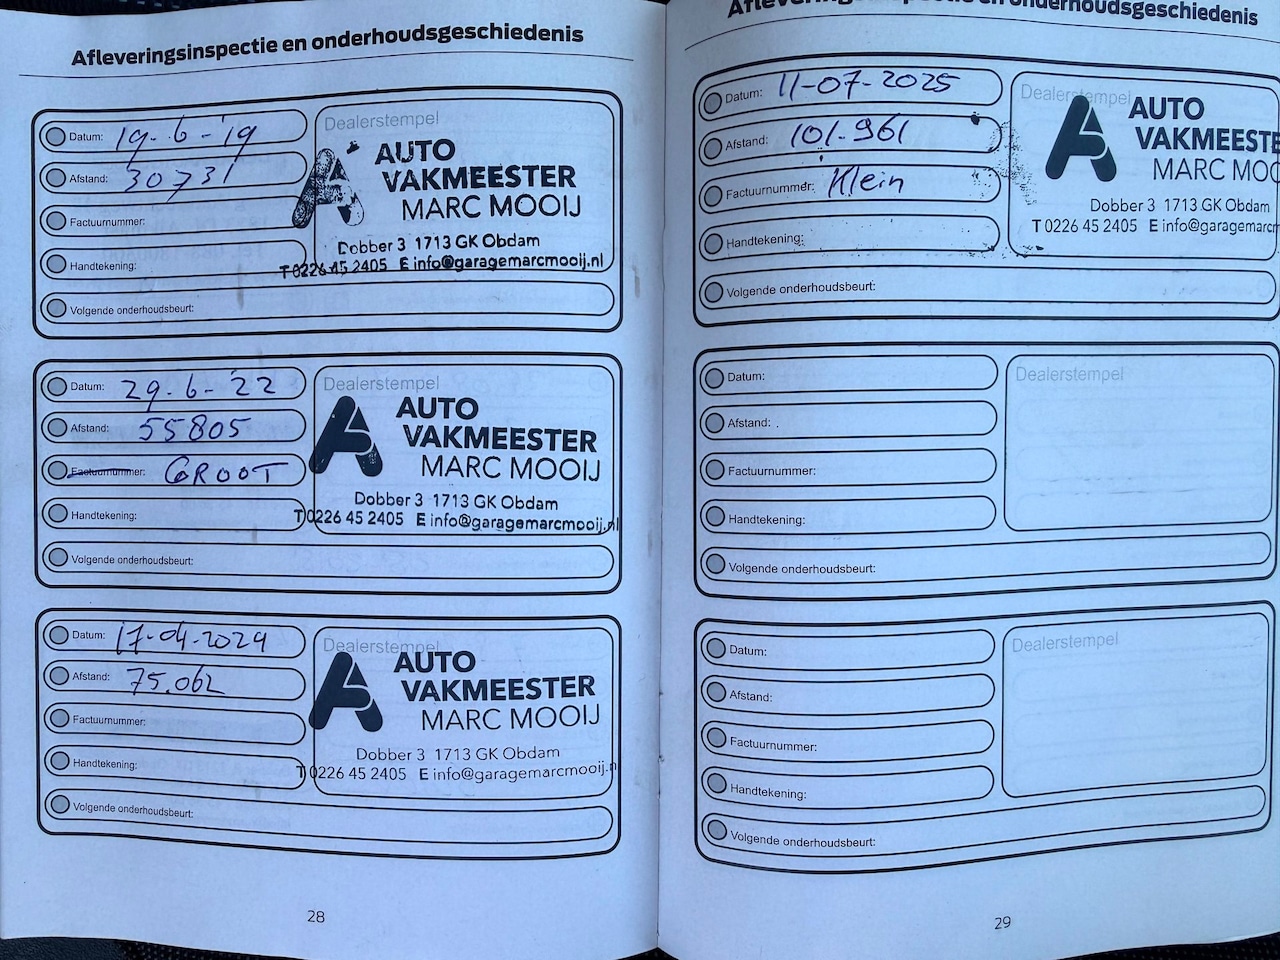 Afleveringsinspectie en onderhoudsgeschiedenis
Datum: 19-6-'19
Afstand: 30731
Factuurnummer:
Handtekening:
Volgende onderhoudsbeurt:
Dealerstempel
AUTO
VAKMEESTER
MARC MOOIJ
Dobber 3 1713 GK Obdam
T 0226 45 2405 E info@garagemarcmooij.nl
Datum: 29-6-'22
Afstand: 55805
Factuurnummer: GROOT
Handtekening:
Volgende onderhoudsbeurt:
Dealerstempel
AUTO
VAKMEESTER
MARC MOOIJ
Dobber 3 1713 GK Obdam
T 0226 45 2405 E info@garagemarcmooij.nl
Datum: 17-04-2024
Afstand: 75.062
Factuurnummer:
Handtekening:
Volgende onderhoudsbeurt:
Dealerstempel
AUTO
VAKMEESTER
MARC MOOIJ
Dobber 3 1713 GK Obdam
T 0226 45 2405 E info@garagemarcmooij.n
28
Afleveringsinspectie en onderhoudsgeschiedenis
Datum: 11-07-2025
Afstand: 101.961
Factuurnummer: Klein
Handtekening:
Volgende onderhoudsbeurt:
Dealerstempel
AUTO
VAKMEESTE
MARC MOO
Dobber 3 1713 GK Obdam
T 0226 45 2405 E info@garagemarcm
Datum:
Afstand:
Factuurnummer:
Handtekening:
Volgende onderhoudsbeurt:
Dealerstempel
Datum:
Afstand:
Factuurnummer:
Handtekening:
Volgende onderhoudsbeurt:
Dealerstempel
29